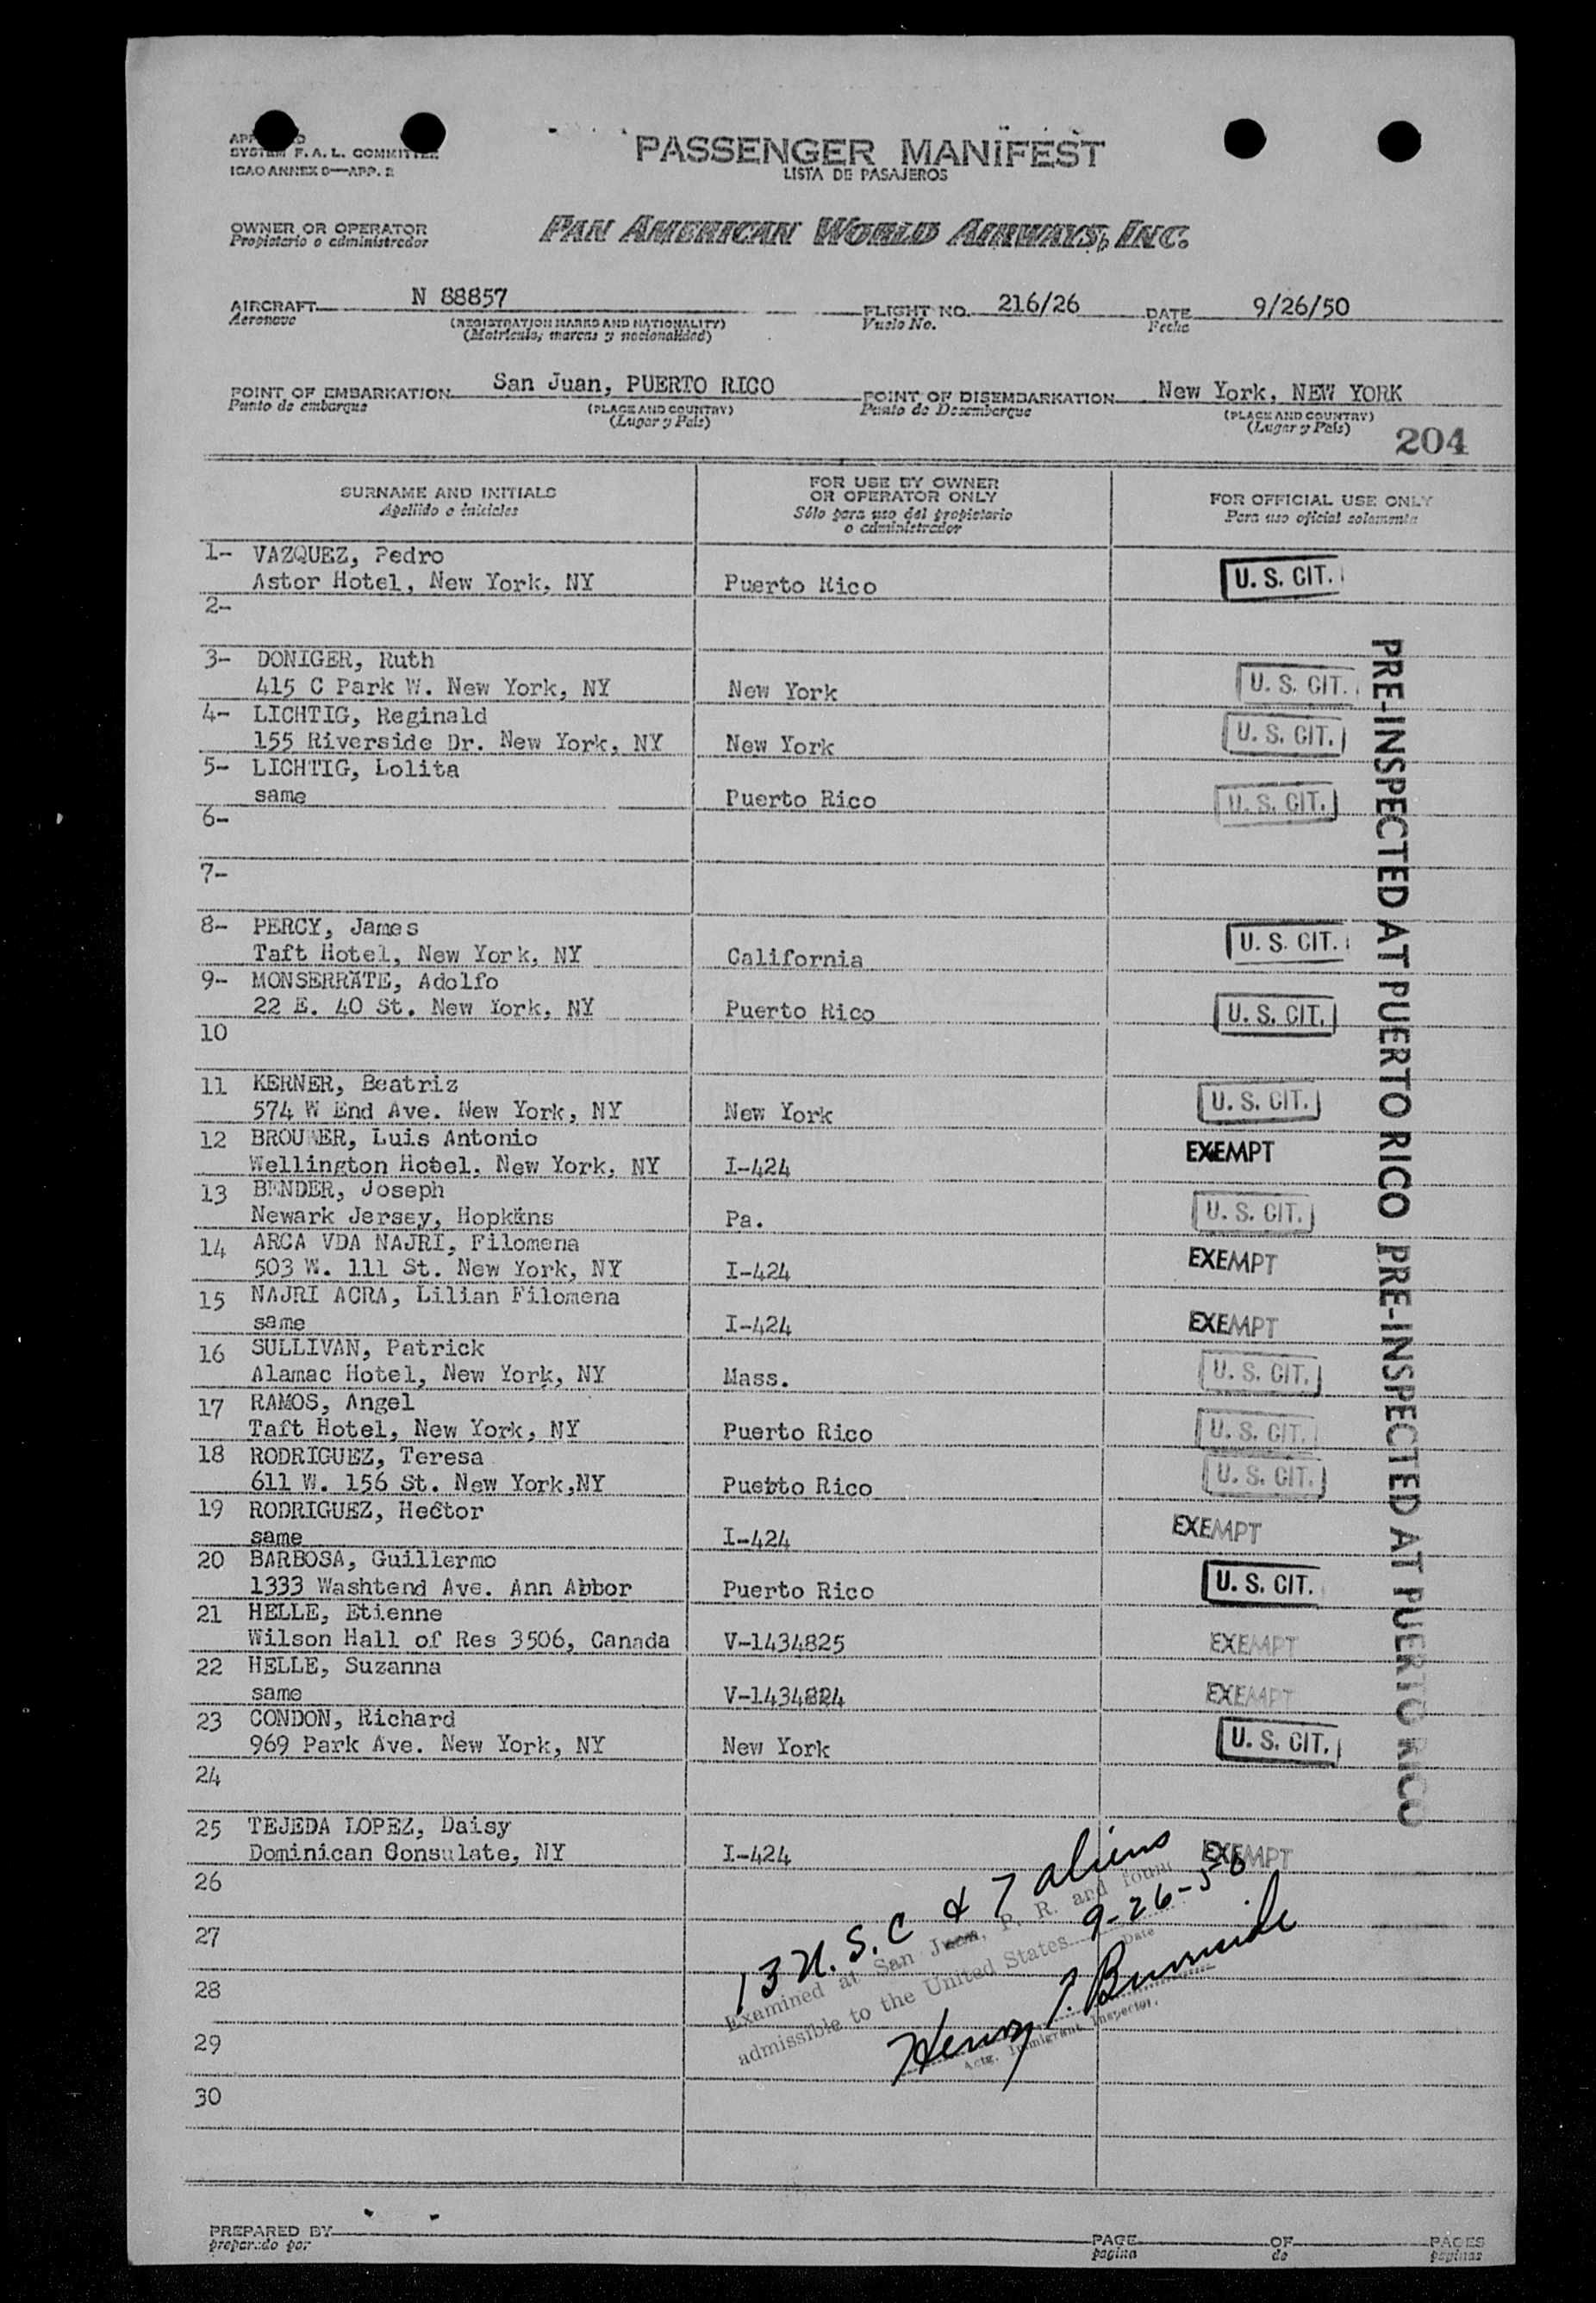 APP
SYSTEM F. A. L. COMMITTEE
ICAO ANNEX 9—APP. 2
PASSENGER MANIFEST
LISTA DE PASAJEROS
OWNER OR OPERATOR
Propietario o administrador
PAN AMERICAN WORLD AIRWAYS, INC.
AIRCRAFT N 88857 FLIGHT NO. 216/26 DATE 9/26/50
Aeronave (REGISTRATION MARKS AND NATIONALITY) Vuelo No. Fecha
(Matrícula, marcas y nacionalidad)
POINT OF EMBARKATION San Juan, PUERTO RICO POINT OF DISEMBARKATION New York, NEW YORK
Punto de embarque (PLACE AND COUNTRY) Punto de Desembarque (PLACE AND COUNTRY)
(Lugar y País) (Lugar y País)
204
SURNAME AND INITIALS FOR USE BY OWNER OR OPERATOR ONLY FOR OFFICIAL USE ONLY
Apellido e iniciales Sólo para uso del propietario o administrador Para uso oficial solamente
1- VAZQUEZ, Pedro
Astor Hotel, New York, NY Puerto Rico U. S. CIT.
2-
3- DONIGER, Ruth
415 C Park W. New York, NY New York U. S. CIT.
4- LICHTIG, Reginald
155 Riverside Dr. New York, NY New York U. S. CIT.
5- LICHTIG, Lolita
same Puerto Rico U. S. CIT.
6-
7-
8- PERCY, James
Taft Hotel, New York, NY California U. S. CIT.
9- MONSERRATE, Adolfo
22 E. 40 St. New York, NY Puerto Rico U. S. CIT.
10
11 KERNER, Beatriz
574 W End Ave. New York, NY New York U. S. CIT.
12 Luis Antonio EXEMPT
Wellington Hotel, New York, NY I-424
13 BENDER, Joseph
Newark Jersey, Hopkins Pa. U. S. CIT.
14 ARCA VDA NAJRI, Filomena
503 W. 111 St. New York, NY I-424 EXEMPT
15 NAJRI ACRA, Lilian Filomena
same I-424 EXEMPT
16 SULLIVAN, Patrick
Alamac Hotel, New York, NY Mass. U. S. CIT.
17 RAMOS, Angel
Taft Hotel, New York, NY Puerto Rico U. S. CIT.
18 RODRIGUEZ, Teresa
611 W. 156 St. New York,NY Puerto Rico U. S. CIT.
19 RODRIGUEZ, Hector
same I-424 EXEMPT
20 BARBOSA, Guillermo
1333 Washtend Ave. Ann Abbor Puerto Rico U. S. CIT.
21 HELLE, Etienne
Wilson Hall of Res 3506, Canada V-1434825 EXEMPT
22 HELLE, Suzanna
same V-1434824 EXEMPT
23 CONDON, Richard
969 Park Ave. New York, NY New York U. S. CIT.
24
25 TEJEDA LOPEZ, Daisy
Dominican Consulate, NY I-424 EXEMPT
26
27
28
29
30
PRE-INSPECTED AT PUERTO RICO PRE-INSPECTED AT PUERTO RICO
13 U.S.C & 7 aliens
Examined at San Juan, P. R. and found
admissible to the United States 9-26-50
Date
Henry T. Burnside
Actg. Immigrant Inspector.
PREPARED BY PAGE OF PAGES
preparado por pagina de paginas